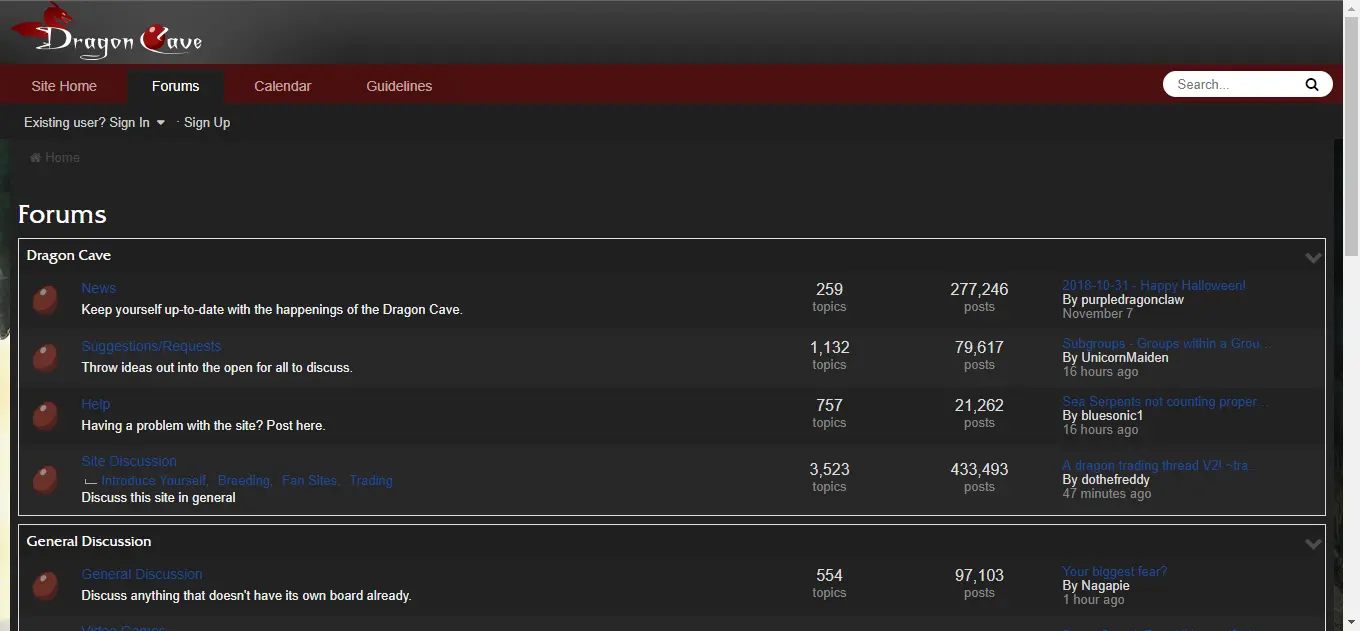 Dragon Cave
Site Home Forums Calendar Guidelines Search...
Existing user? Sign In · Sign Up
Home
Forums
Dragon Cave
News
Keep yourself up-to-date with the happenings of the Dragon Cave.
259
topics
277,246
posts
2018-10-31 - Happy Halloween!
By purpledragonclaw
November 7
Suggestions/Requests
Throw ideas out into the open for all to discuss.
1,132
topics
79,617
posts
Subgroups - Groups within a Grou...
By UnicornMaiden
16 hours ago
Help
Having a problem with the site? Post here.
757
topics
21,262
posts
Sea Serpents not counting proper...
By bluesonic1
16 hours ago
Site Discussion
Introduce Yourself, Breeding, Fan Sites, Trading
Discuss this site in general
3,523
topics
433,493
posts
A dragon trading thread V2! ~tra...
By dothefreddy
47 minutes ago
General Discussion
General Discussion
Discuss anything that doesn't have its own board already.
554
topics
97,103
posts
Your biggest fear?
By Nagapie
1 hour ago
Video Games